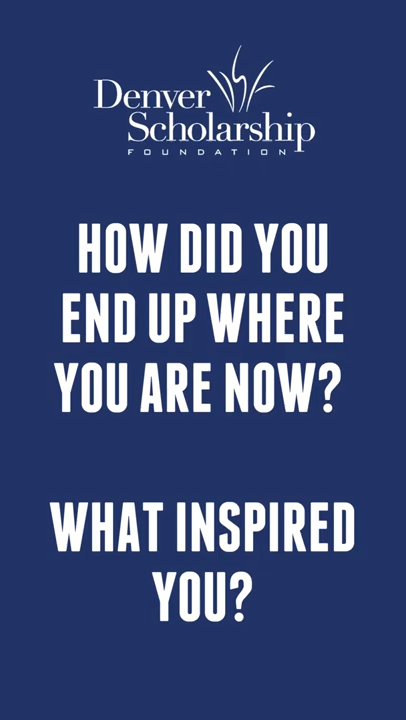 Denver
Scholarship
FOUNDATION
HOW DID YOU
END UP WHERE
YOU ARE NOW?
WHAT INSPIRED
YOU?